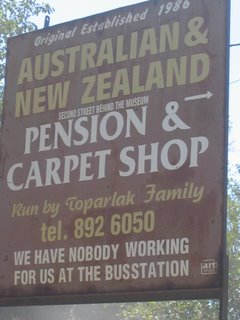 Original Established 1986
AUSTRALIAN &
NEW ZEALAND
SECOND STREET BEHIND THE MUSEUM
PENSION &
CARPET SHOP
Run by Toparlak Family
tel. 892 6050
WE HAVE NOBODY WORKING
FOR US AT THE BUSSTATION
ART